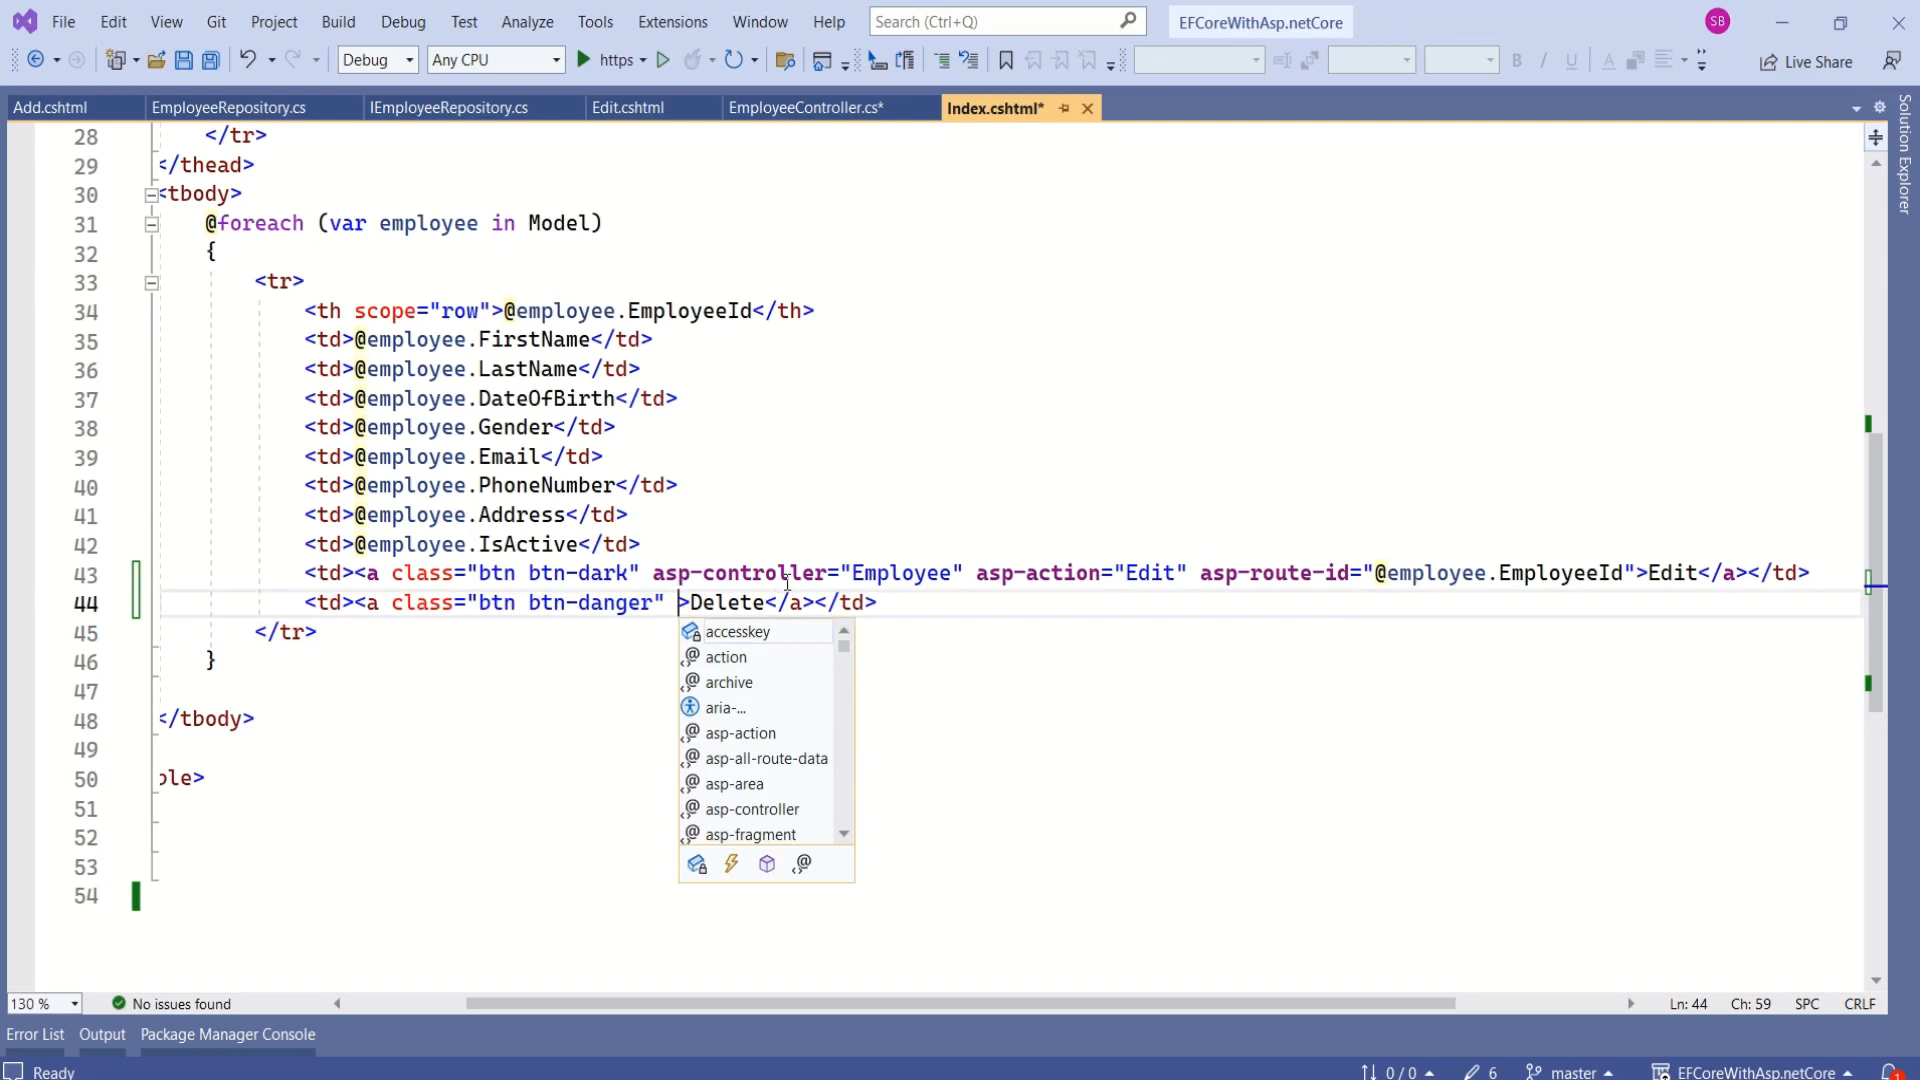 File Edit View Git Project Build Debug Test Analyze Tools Extensions Window Help Search (Ctrl+Q) EFCoreWithAsp.netCore SB
Debug Any CPU https Live Share
Add.cshtml EmployeeRepository.cs IEmployeeRepository.cs Edit.cshtml EmployeeController.cs* Index.cshtml*
Solution Explorer
28 </tr>
29 </thead>
30 <tbody>
31 @foreach (var employee in Model)
32 {
33 <tr>
34 <th scope="row">@employee.EmployeeId</th>
35 <td>@employee.FirstName</td>
36 <td>@employee.LastName</td>
37 <td>@employee.DateOfBirth</td>
38 <td>@employee.Gender</td>
39 <td>@employee.Email</td>
40 <td>@employee.PhoneNumber</td>
41 <td>@employee.Address</td>
42 <td>@employee.IsActive</td>
43 <td><a class="btn btn-dark" asp-controller="Employee" asp-action="Edit" asp-route-id="@employee.EmployeeId">Edit</a></td>
44 <td><a class="btn btn-danger" >Delete</a></td>
45 </tr>
46 }
47
48 </tbody>
49
50 ole>
51
52
53
54
accesskey
action
archive
aria-...
asp-action
asp-all-route-data
asp-area
asp-controller
asp-fragment
130 % No issues found Ln: 44 Ch: 59 SPC CRLF
Error List Output Package Manager Console
Ready 0 / 0 6 master EFCoreWithAsp.netCore 1